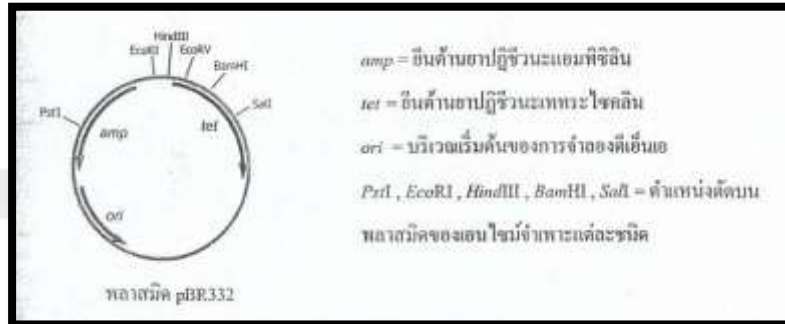 HindIII
EcoRI
EcoRV
BamHI
PstI
SalI
amp
tet
ori
พลาสมิด pBR332
amp = ยีนต้านยาปฏิชีวนะแอมพิซิลิน
tet = ยีนต้านยาปฏิชีวนะเททระไซคลิน
ori = บริเวณเริ่มต้นของการจำลองดีเอ็นเอ
PstI , EcoRI , HindIII , BamHI , SalI = ตำแหน่งตัดบน
พลาสมิดของเอนไซม์จำเพาะแต่ละชนิด